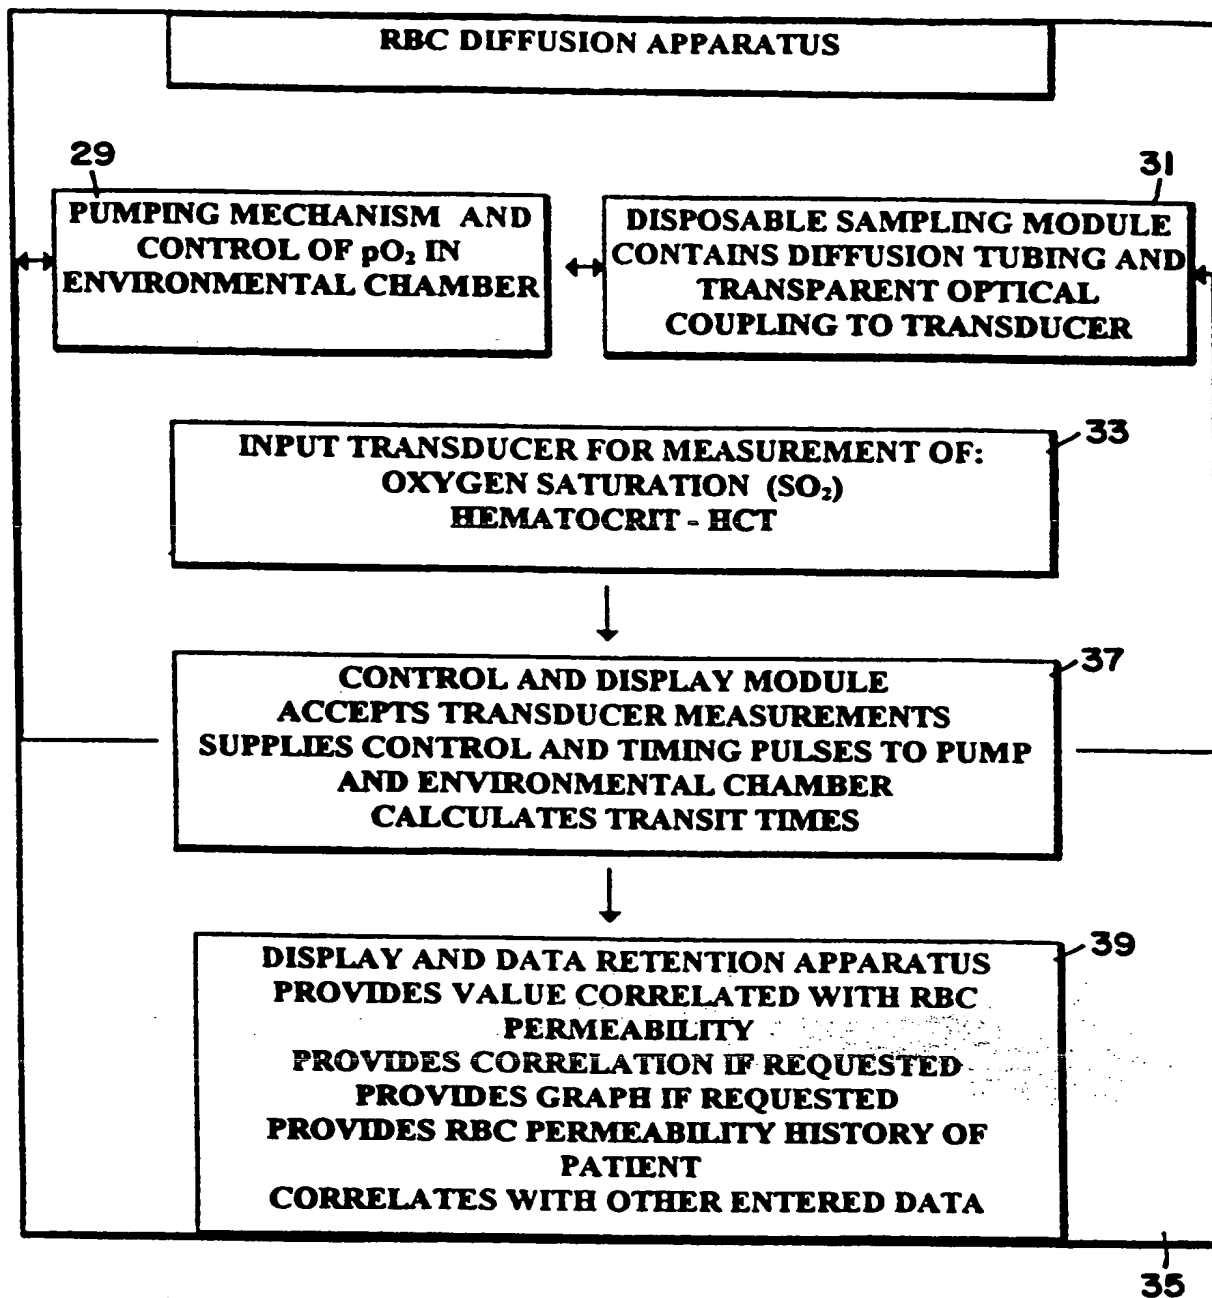 RBC DIFFUSION APPARATUS
29
PUMPING MECHANISM AND
CONTROL OF pO₂ IN
ENVIRONMENTAL CHAMBER
31
DISPOSABLE SAMPLING MODULE
CONTAINS DIFFUSION TUBING AND
TRANSPARENT OPTICAL
COUPLING TO TRANSDUCER
33
INPUT TRANSDUCER FOR MEASUREMENT OF:
OXYGEN SATURATION (SO₂)
HEMATOCRIT - HCT
37
CONTROL AND DISPLAY MODULE
ACCEPTS TRANSDUCER MEASUREMENTS
SUPPLIES CONTROL AND TIMING PULSES TO PUMP
AND ENVIRONMENTAL CHAMBER
CALCULATES TRANSIT TIMES
39
DISPLAY AND DATA RETENTION APPARATUS
PROVIDES VALUE CORRELATED WITH RBC
PERMEABILITY
PROVIDES CORRELATION IF REQUESTED
PROVIDES GRAPH IF REQUESTED
PROVIDES RBC PERMEABILITY HISTORY OF
PATIENT
CORRELATES WITH OTHER ENTERED DATA
35